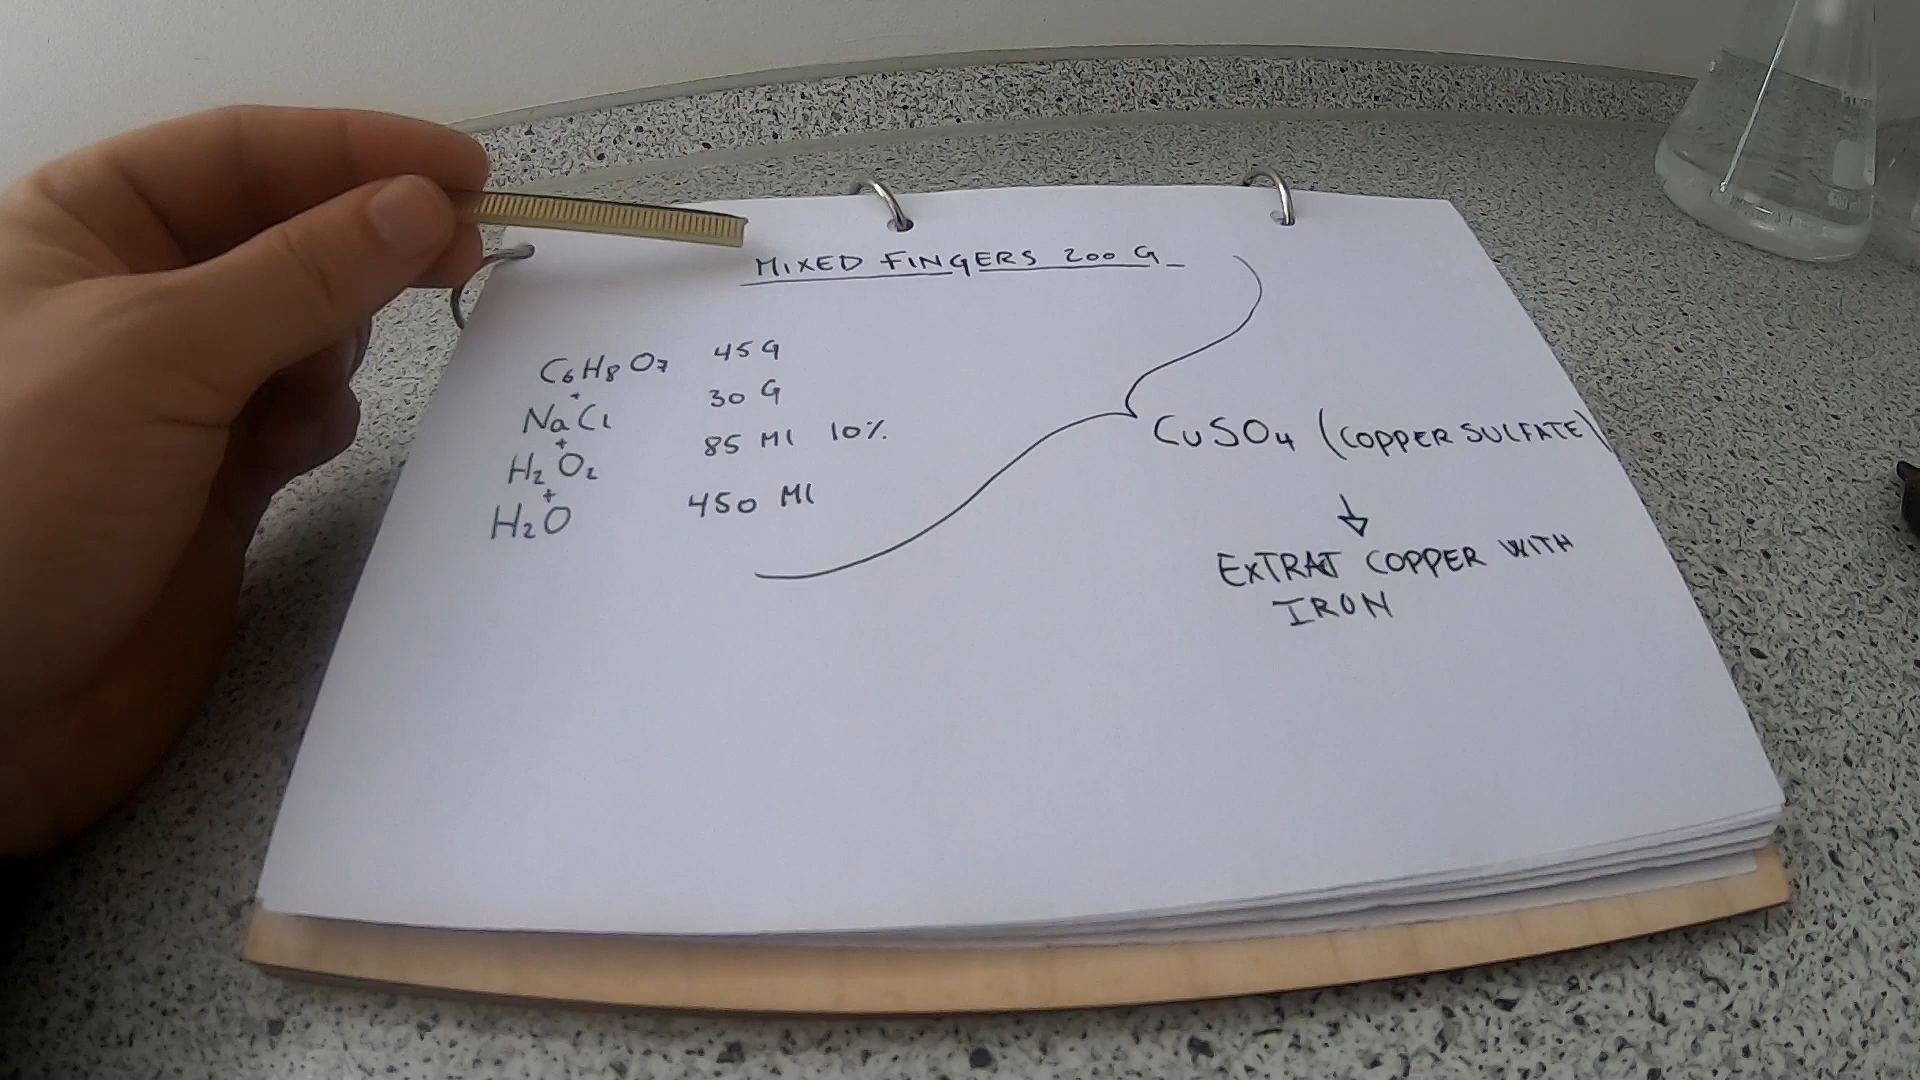 MIXED FINGERS 200 G
C6H8O7 45 G
+
NaCl 30 G
+
H2O2 85 Ml 10%
+
H2O 450 Ml
CuSO4 (COPPER SULFATE)
↓
EXTRAT COPPER WITH
IRON